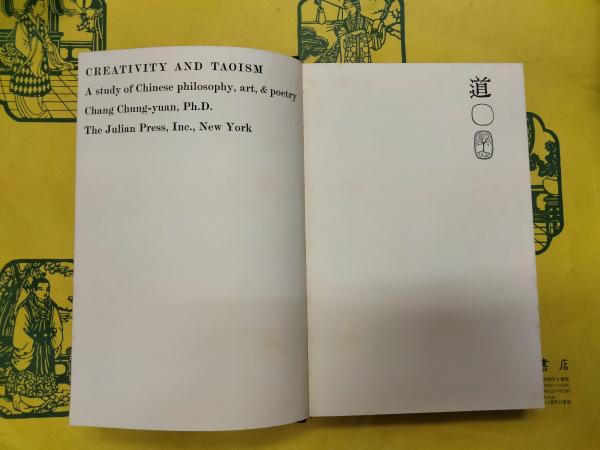 CREATIVITY AND TAOISM
A study of Chinese philosophy, art, & poetry
Chang Chung-yuan, Ph.D.
The Julian Press, Inc., New York
道
書店